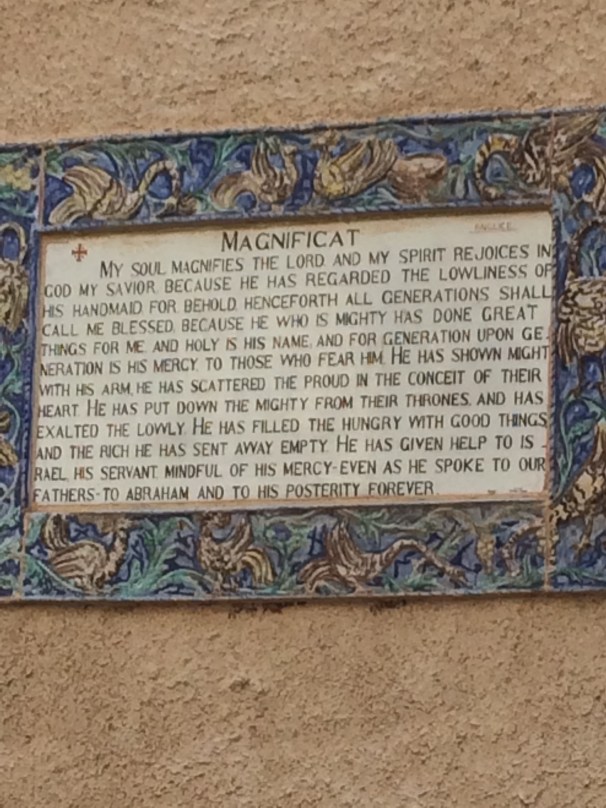 MAGNIFICAT
MY SOUL MAGNIFIES THE LORD AND MY SPIRIT REJOICES IN
GOD MY SAVIOR, BECAUSE HE HAS REGARDED THE LOWLINESS OF
HIS HANDMAID FOR, BEHOLD, HENCEFORTH ALL GENERATIONS SHALL
CALL ME BLESSED, BECAUSE HE WHO IS MIGHTY HAS DONE GREAT
THINGS FOR ME, AND HOLY IS HIS NAME, AND FOR GENERATION UPON GE-
NERATION IS HIS MERCY, TO THOSE WHO FEAR HIM. HE HAS SHOWN MIGHT
WITH HIS ARM, HE HAS SCATTERED THE PROUD IN THE CONCEIT OF THEIR
HEART. HE HAS PUT DOWN THE MIGHTY FROM THEIR THRONES, AND HAS
EXALTED THE LOWLY. HE HAS FILLED THE HUNGRY WITH GOOD THINGS,
AND THE RICH HE HAS SENT AWAY EMPTY. HE HAS GIVEN HELP TO IS-
RAEL, HIS SERVANT, MINDFUL OF HIS MERCY-EVEN AS HE SPOKE TO OUR
FATHERS-TO ABRAHAM AND TO HIS POSTERITY FOREVER